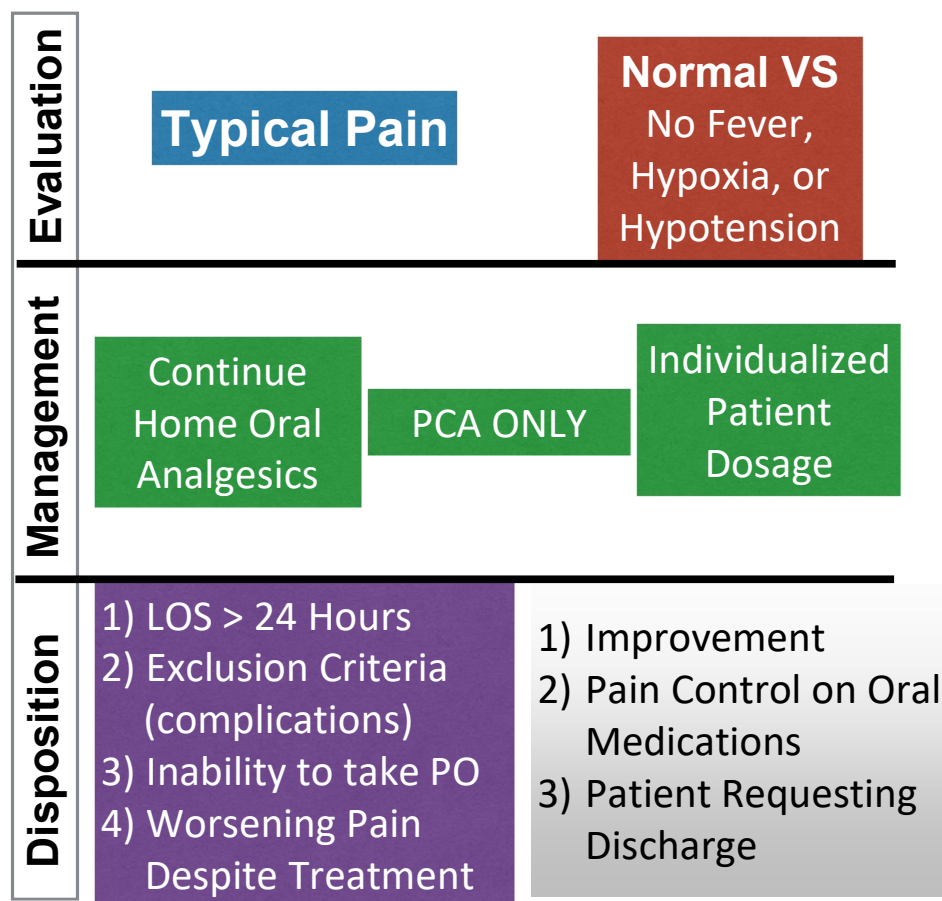 Evaluation
Typical Pain
Normal VS
No Fever,
Hypoxia, or
Hypotension
Management
Continue
Home Oral
Analgesics
PCA ONLY
Individualized
Patient
Dosage
Disposition
1) LOS > 24 Hours
2) Exclusion Criteria
(complications)
3) Inability to take PO
4) Worsening Pain
Despite Treatment
1) Improvement
2) Pain Control on Oral
Medications
3) Patient Requesting
Discharge